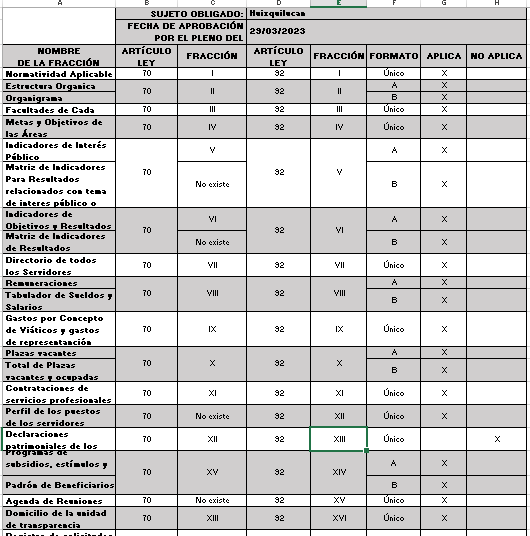 A B C D E F G H
SUJETO OBLIGADO: Huixquilucan
FECHA DE APROBACIÓN
POR EL PLENO DEL 29/03/2023
NOMBRE
DE LA FRACCIÓN
ARTÍCULO
LEY
FRACCIÓN
ARTÍCULO
LEY
FRACCIÓN FORMATO APLICA NO APLICA
Normatividad Aplicable 70 I 92 I Único X
Estructura Organica
Organigrama
70 II 92 II
A X
B X
Facultades de Cada 70 III 92 III Único X
Metas y Objetivos de
las Áreas
70 IV 92 IV Único X
Indicadores de Interés
Público
V A X
70 92 V
Matriz de Indicadores
Para Resultados
relacionados con tema
de interes público o
No existe B X
Indicadores de
Objetivos y Resultados
VI A X
70 92 VI
Matriz de Indicadores
de Resultados
No existe B X
Directorio de todos
los Servidores
70 VII 92 VII Único X
Remuneraciones A X
70 VIII 92 VIII
Tabulador de Sueldos y
Salarios
B X
Gastos por Concepto
de Viáticos y gastos
de representación
70 IX 92 IX Único X
Plazas vacantes A X
70 X 92 X
Total de Plazas
vacantes y ocupadas
B X
Contrataciones de
servicios profesionales
70 XI 92 XI Único X
Perfil de los puestos
de los servidores
70 No existe 92 XII Único X
Declaraciones
patrimoniales de los
70 XII 92 XIII Único X
Programas de
subsidios, estímulos y
A X
70 XV 92 XIV
Padrón de Beneficiarios B X
Agenda de Reuniones 70 No existe 92 XV Único X
Domicilio de la unidad
de transparencia
70 XIII 92 XVI Único X
Registro de solicitudes